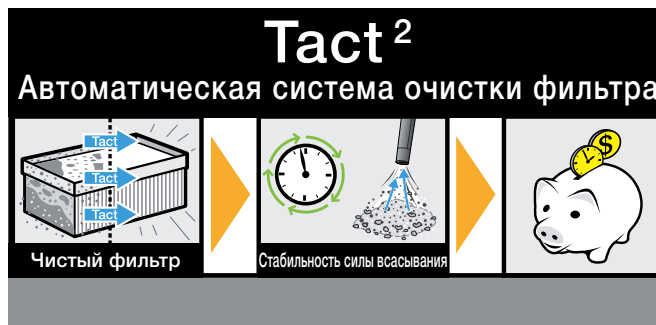 Tact²
Автоматическая система очистки фильтра
Tact
Tact
Tact
$
Чистый фильтр
Стабильность силы всасывания